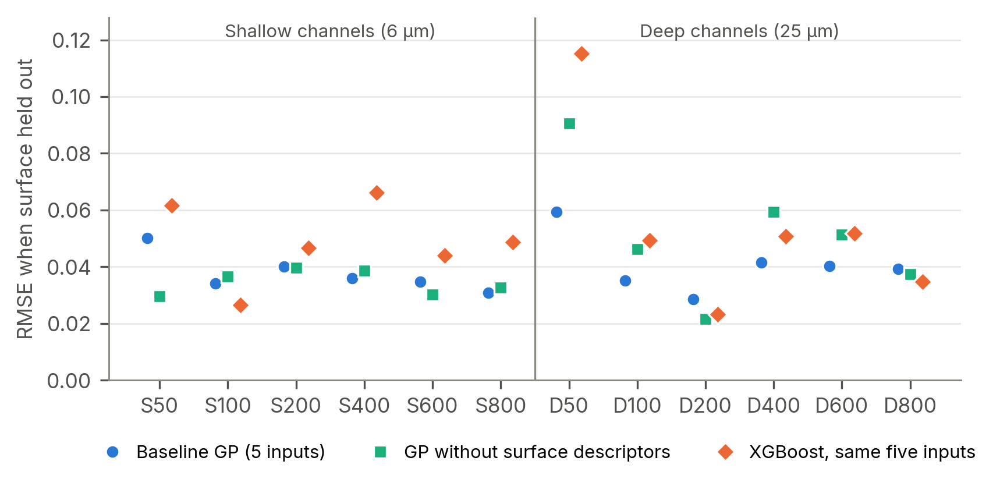 Shallow channels (6 µm)
Deep channels (25 µm)
RMSE when surface held out
0.12
0.10
0.08
0.06
0.04
0.02
0.00
S50 S100 S200 S400 S600 S800 D50 D100 D200 D400 D600 D800
Baseline GP (5 inputs)
GP without surface descriptors
XGBoost, same five inputs